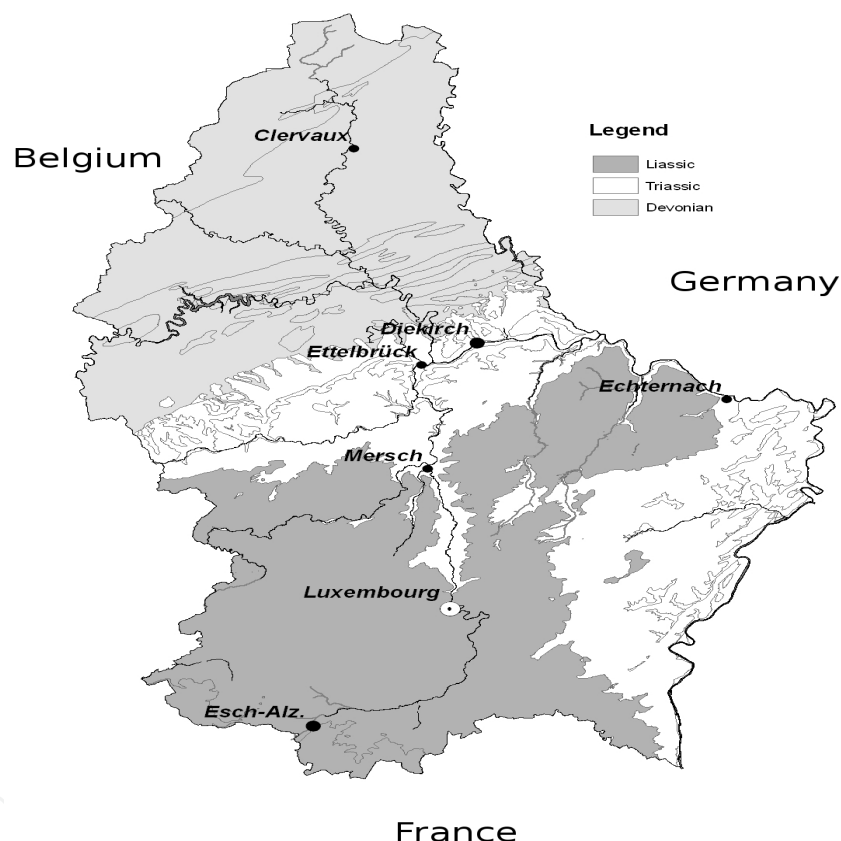 Clervaux
Belgium
Legend
Liassic
Triassic
Devonian
Germany
Diekirch
Ettelbrück
Echternach
Mersch
Luxembourg
Esch-Alz.
France